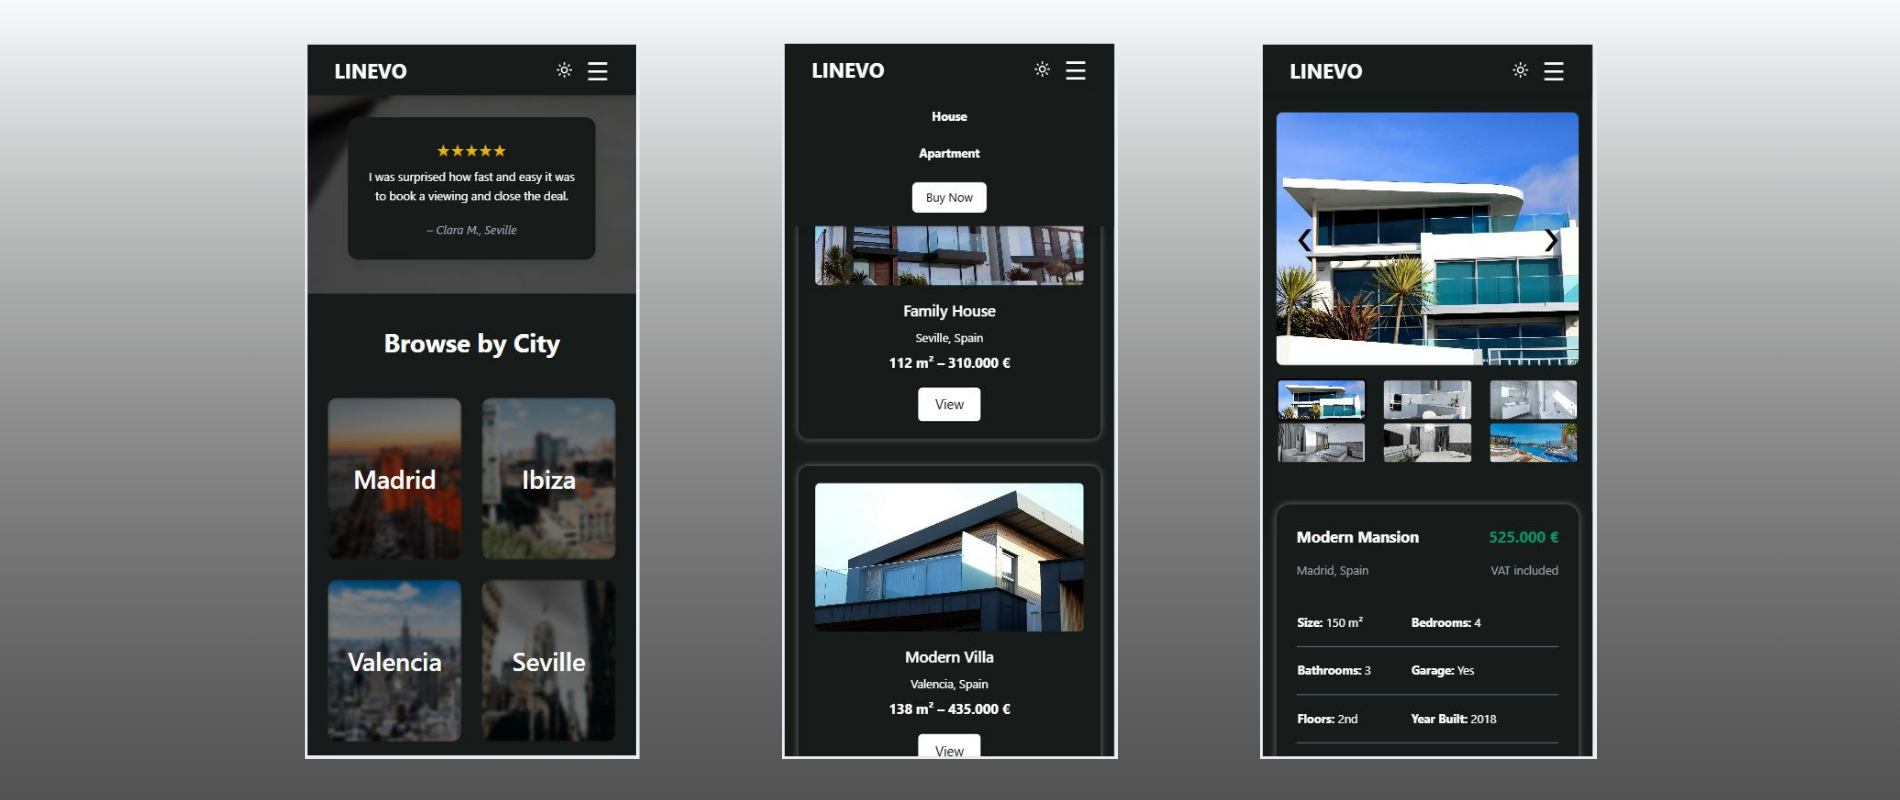 LINEVO
★★★★★
I was surprised how fast and easy it was
to book a viewing and close the deal.
– Clara M., Seville
Browse by City
Madrid
Ibiza
Valencia
Seville
LINEVO
House
Apartment
Buy Now
Family House
Seville, Spain
112 m² – 310.000 €
View
Modern Villa
Valencia, Spain
138 m² – 435.000 €
View
LINEVO
Modern Mansion
525.000 €
Madrid, Spain
VAT included
Size: 150 m²
Bedrooms: 4
Bathrooms: 3
Garage: Yes
Floors: 2nd
Year Built: 2018